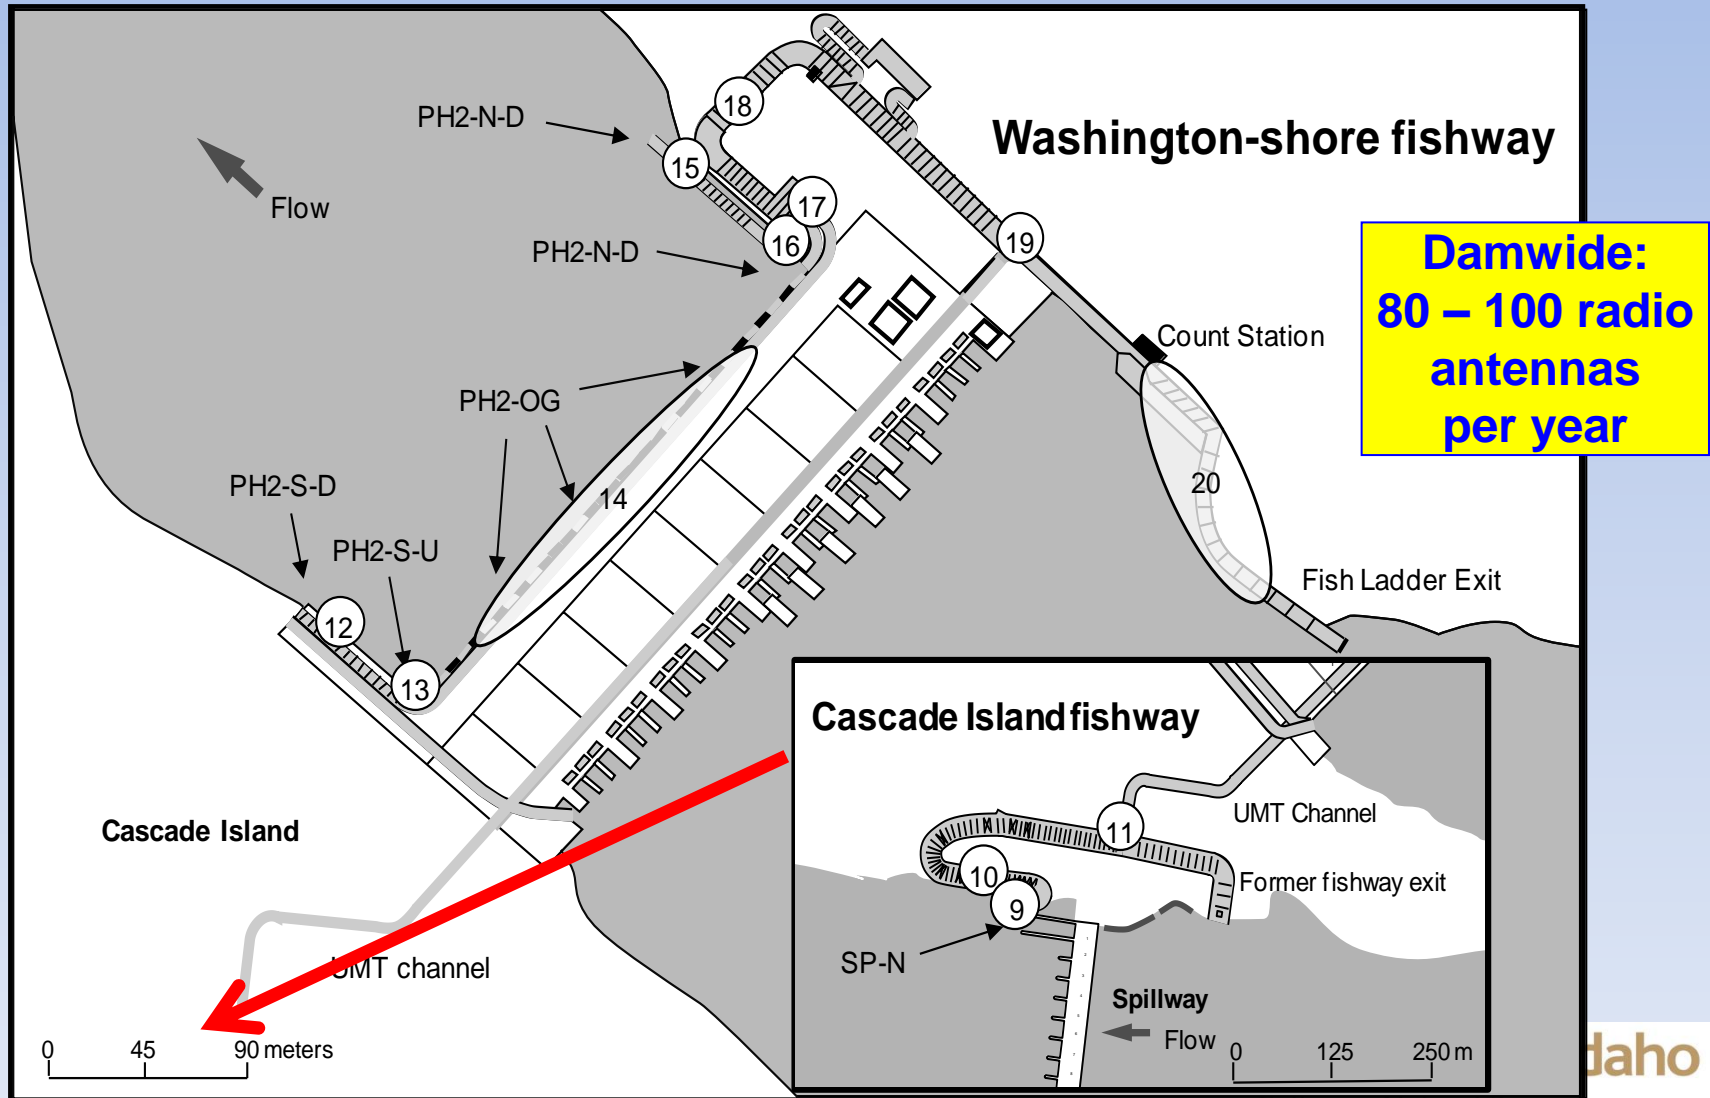 18
PH2-N-D
Washington-shore fishway
15
Flow
17
16
19
PH2-N-D
Damwide:
80 – 100 radio
antennas
per year
Count Station
PH2-OG
14
20
PH2-S-D
PH2-S-U
Fish Ladder Exit
12
13
Cascade Island fishway
Cascade Island
UMT Channel
11
10
Former fishway exit
9
SP-N
UMT channel
Spillway
Flow
0 125 250 m
0 45 90 meters
daho